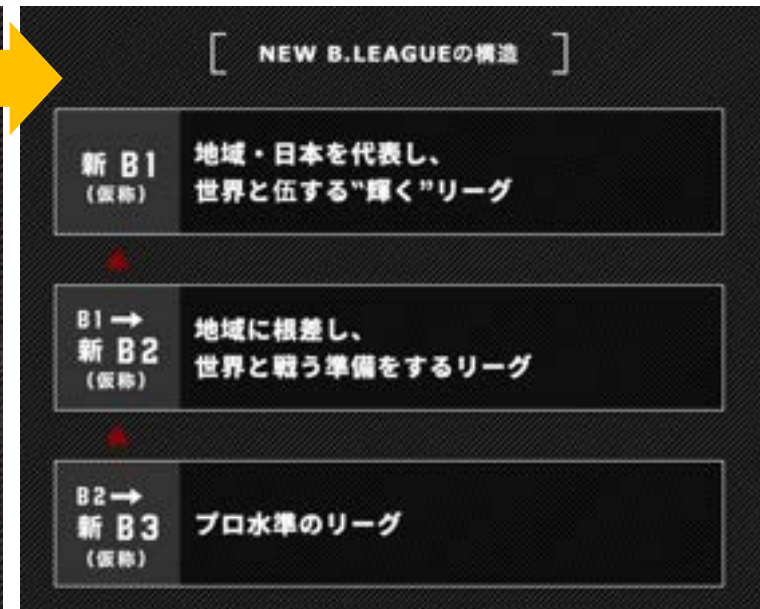 NEW B.LEAGUEの構造
新 B1
(仮称)
地域・日本を代表し、
世界と伍する“輝く”リーグ
B1→
新 B2
(仮称)
地域に根差し、
世界と戦う準備をするリーグ
B2→
新 B3
(仮称)
プロ水準のリーグ